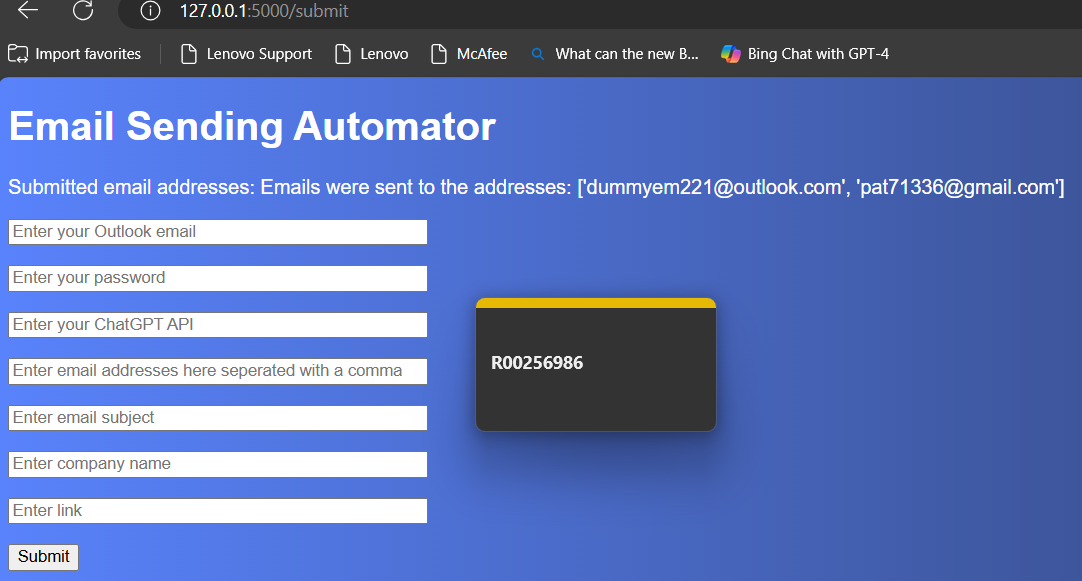 127.0.0.1:5000/submit
Import favorites Lenovo Support Lenovo McAfee What can the new B... Bing Chat with GPT-4
Email Sending Automator
Submitted email addresses: Emails were sent to the addresses: ['dummyem221@outlook.com', 'pat71336@gmail.com']
Enter your Outlook email
Enter your password
Enter your ChatGPT API
R00256986
Enter email addresses here seperated with a comma
Enter email subject
Enter company name
Enter link
Submit